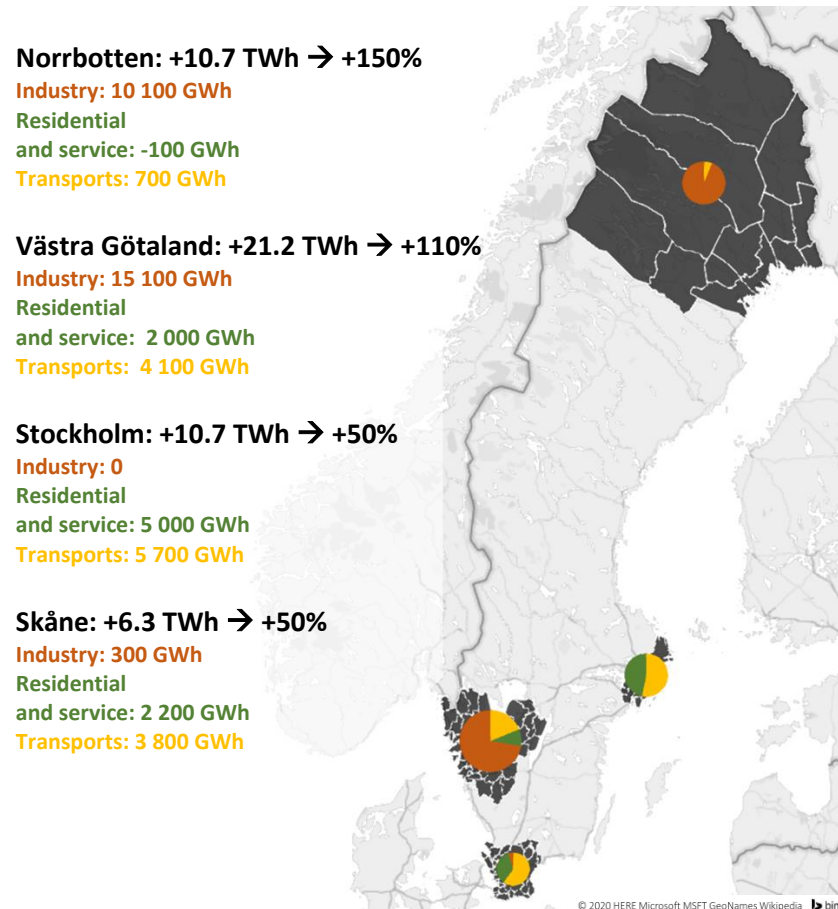 Norrbotten: +10.7 TWh → +150%
Industry: 10 100 GWh
Residential
and service: -100 GWh
Transports: 700 GWh
Västra Götaland: +21.2 TWh → +110%
Industry: 15 100 GWh
Residential
and service: 2 000 GWh
Transports: 4 100 GWh
Stockholm: +10.7 TWh → +50%
Industry: 0
Residential
and service: 5 000 GWh
Transports: 5 700 GWh
Skåne: +6.3 TWh → +50%
Industry: 300 GWh
Residential
and service: 2 200 GWh
Transports: 3 800 GWh
© 2020 HERE Microsoft MSFT GeoNames Wikipedia